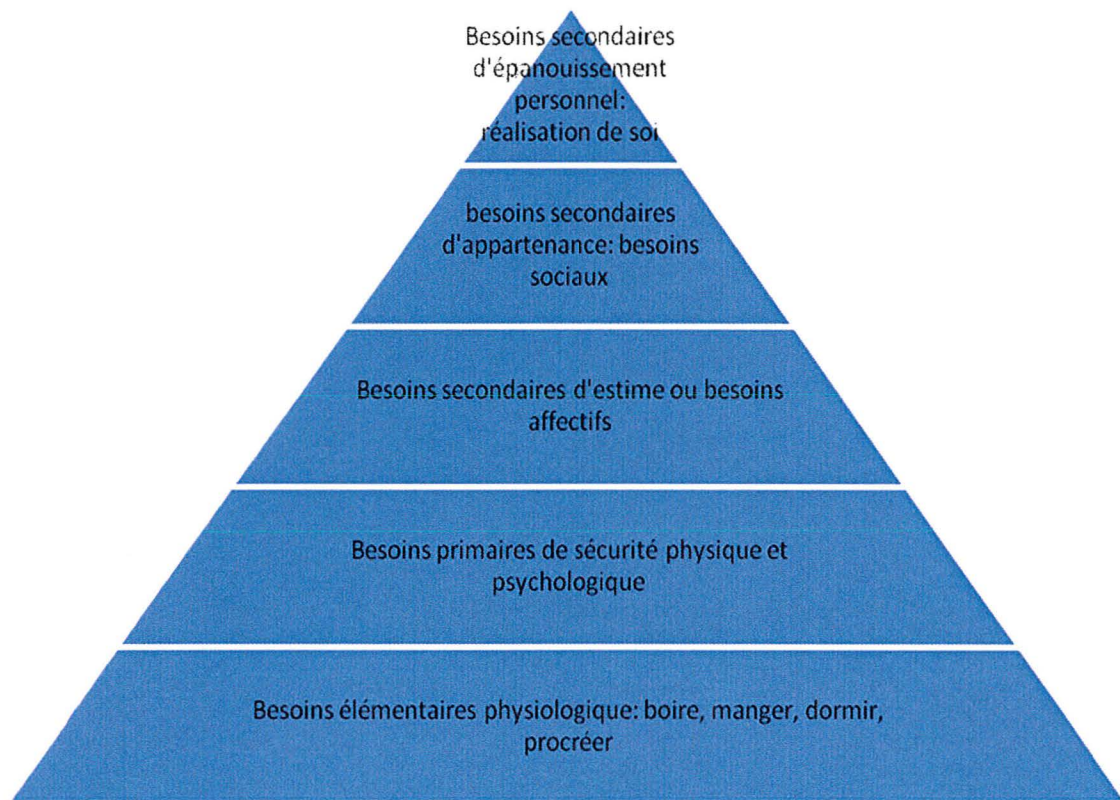 Besoins secondaires
d'épanouissement
personnel:
réalisation de soi
besoins secondaires
d'appartenance: besoins
sociaux
Besoins secondaires d'estime ou besoins
affectifs
Besoins primaires de sécurité physique et
psychologique
Besoins élémentaires physiologique: boire, manger, dormir,
procréer